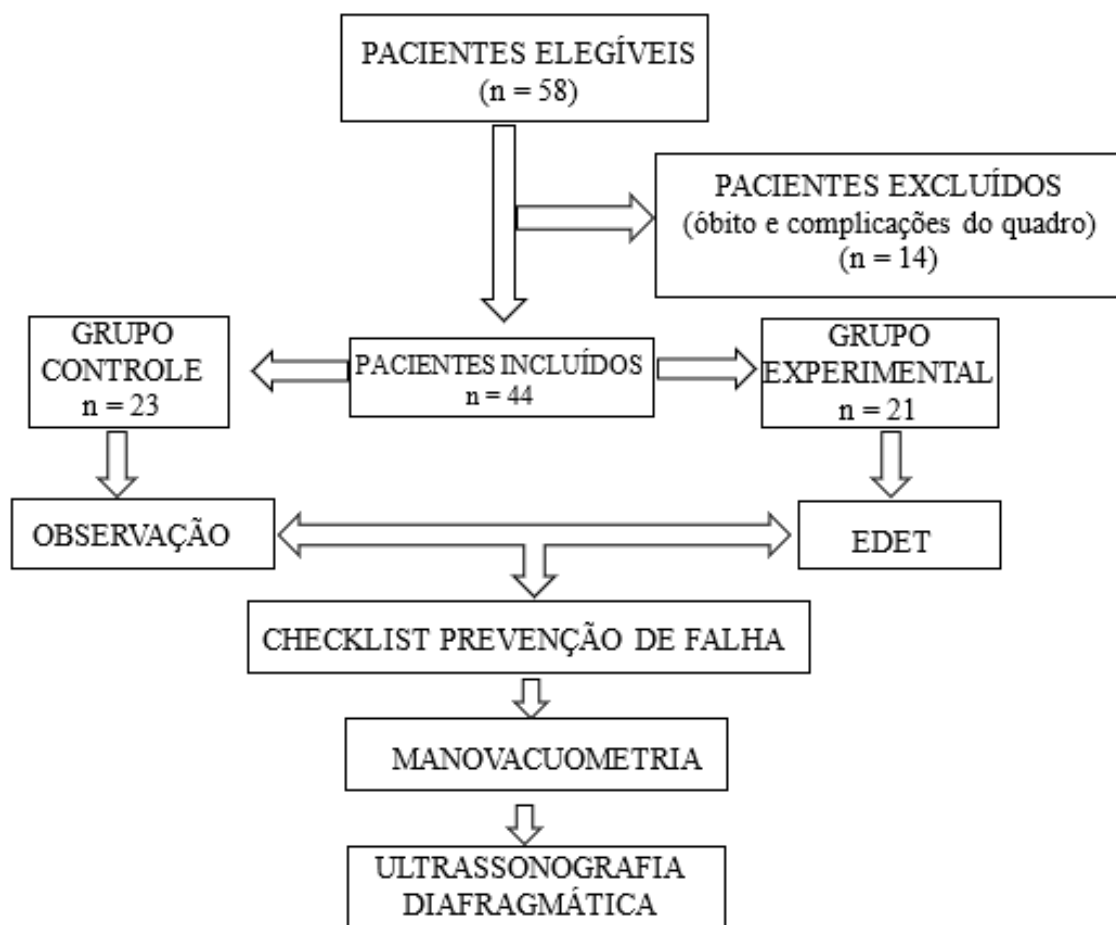 PACIENTES ELEGÍVEIS
(n = 58)
PACIENTES EXCLUÍDOS
(óbito e complicações do quadro)
(n = 14)
GRUPO
CONTROLE
n = 23
PACIENTES INCLUÍDOS
n = 44
GRUPO
EXPERIMENTAL
n = 21
OBSERVAÇÃO
EDET
CHECKLIST PREVENÇÃO DE FALHA
MANOVACUOMETRIA
ULTRASSONOGRAFIA
DIAFRAGMÁTICA